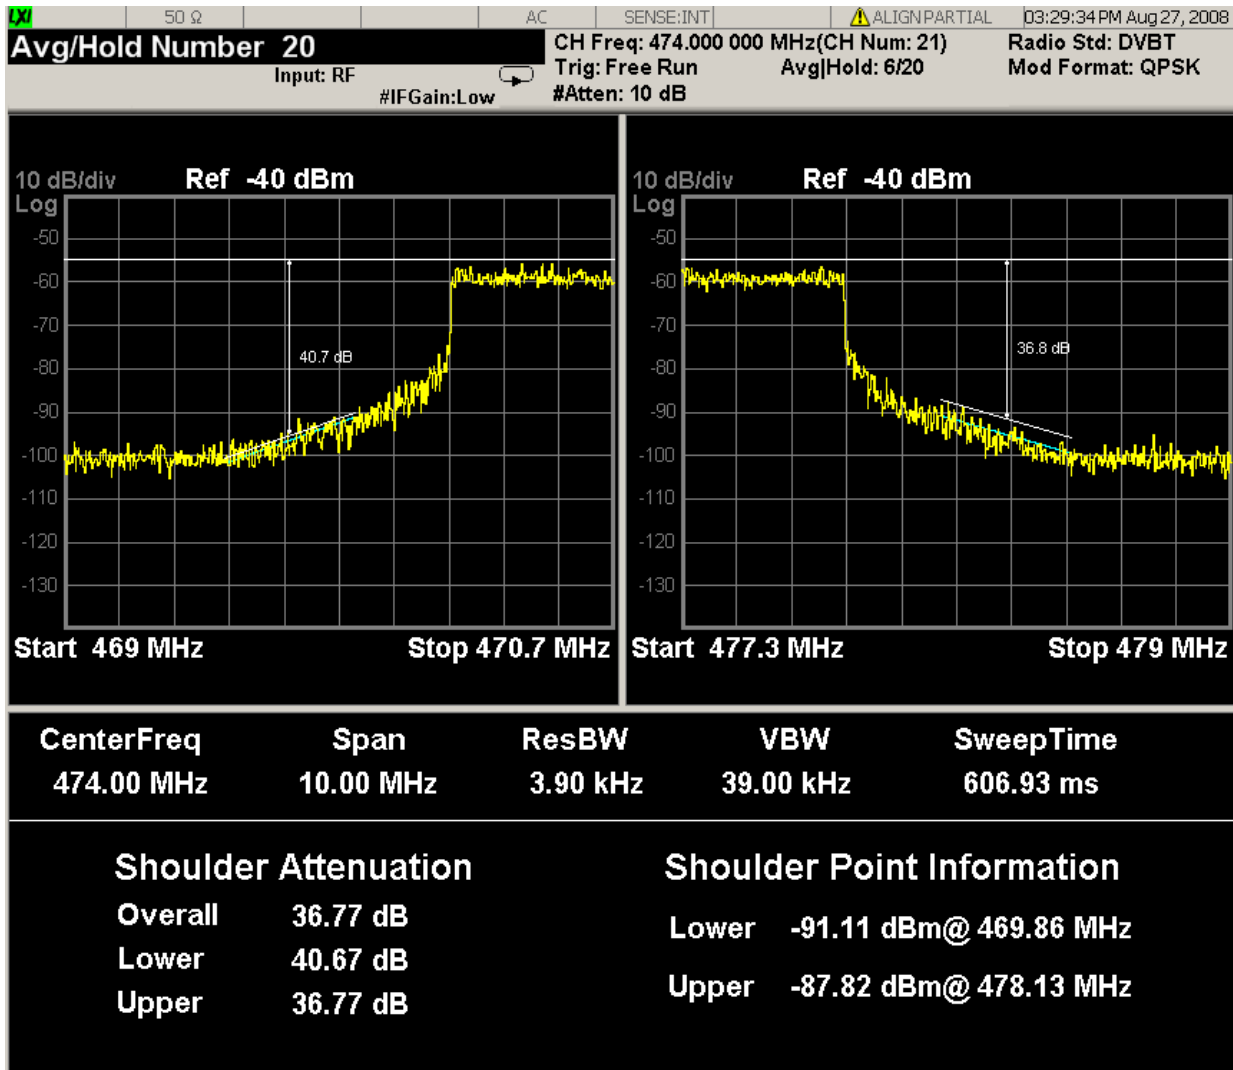 LXI 50 Ω AC SENSE:INT ALIGN PARTIAL 03:29:34 PM Aug 27, 2008
Avg/Hold Number 20
CH Freq: 474.000 000 MHz(CH Num: 21) Radio Std: DVBT
Input: RF Trig: Free Run Avg|Hold: 6/20 Mod Format: QPSK
#IFGain:Low #Atten: 10 dB
10 dB/div Ref -40 dBm
Log
-50
-60
-70
-80
-90
-100
-110
-120
-130
40.7 dB
Start 469 MHz Stop 470.7 MHz
10 dB/div Ref -40 dBm
Log
-50
-60
-70
-80
-90
-100
-110
-120
-130
36.8 dB
Start 477.3 MHz Stop 479 MHz
CenterFreq Span ResBW VBW SweepTime
474.00 MHz 10.00 MHz 3.90 kHz 39.00 kHz 606.93 ms
Shoulder Attenuation
Overall 36.77 dB
Lower 40.67 dB
Upper 36.77 dB
Shoulder Point Information
Lower -91.11 dBm@ 469.86 MHz
Upper -87.82 dBm@ 478.13 MHz